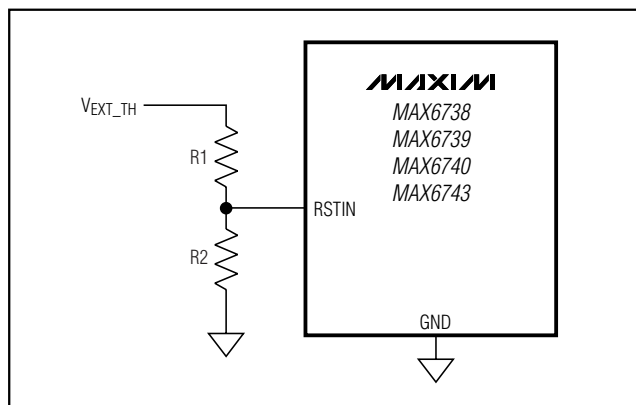 MAXIM
MAX6738
MAX6739
MAX6740
MAX6743
VEXT_TH
R1
RSTIN
R2
GND